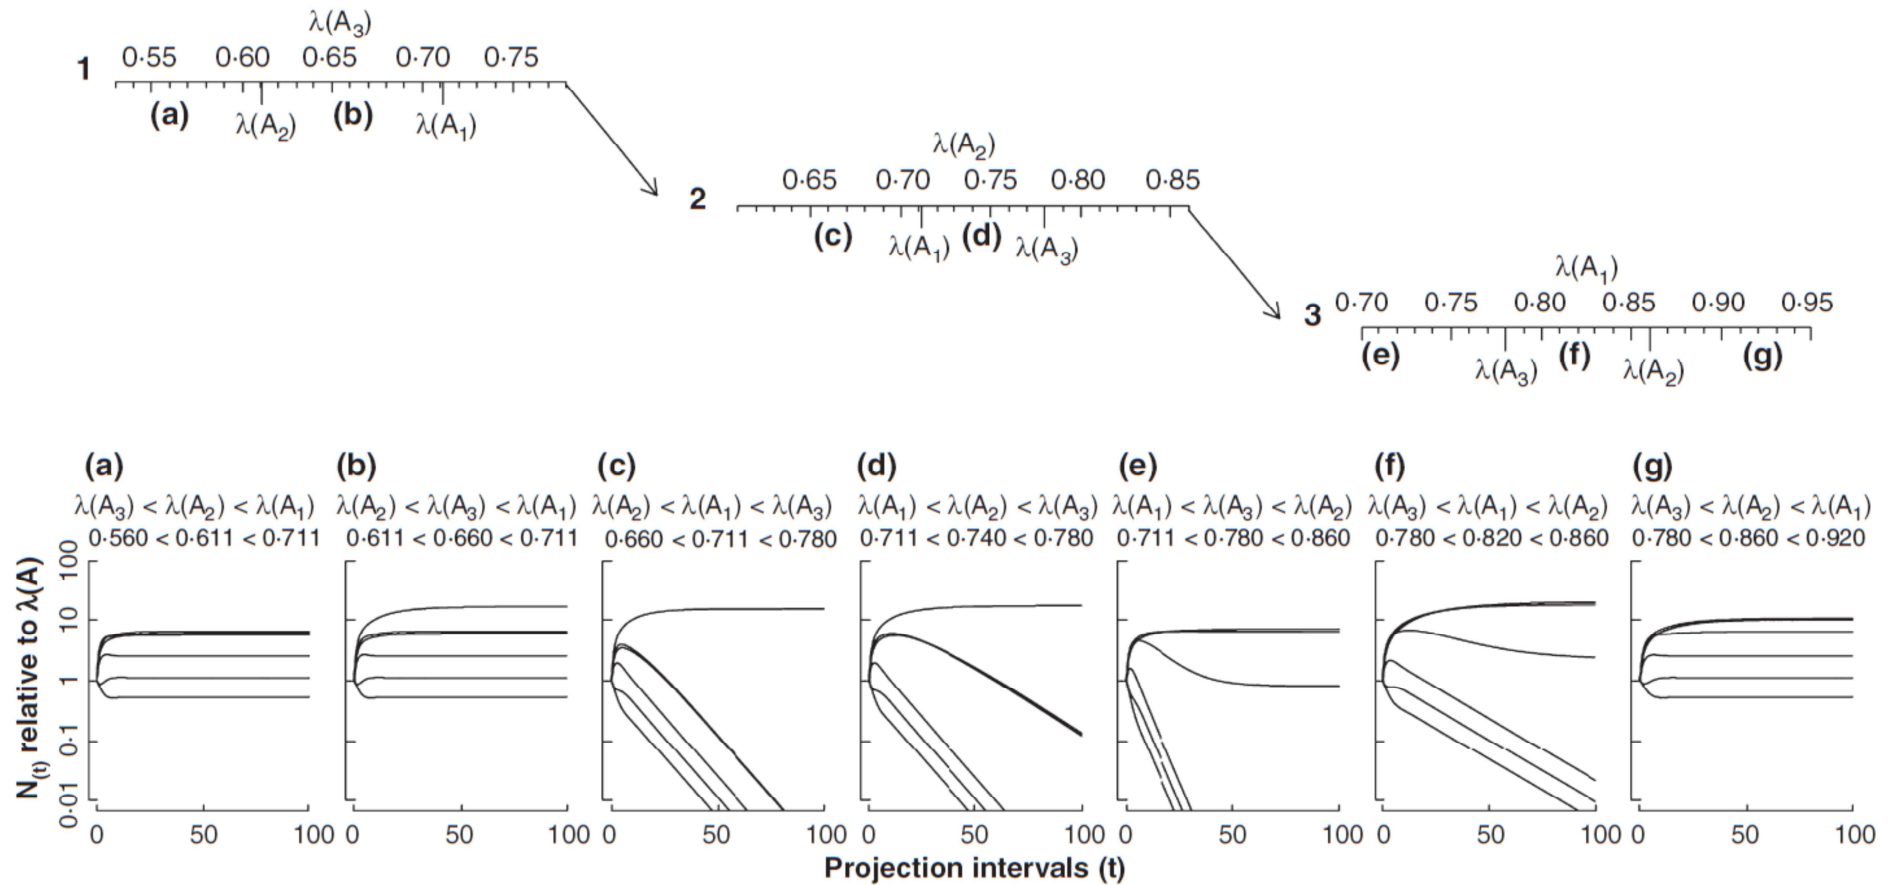 λ(A₃)
1 0·55 0·60 0·65 0·70 0·75
(a) λ(A₂) (b) λ(A₁)
λ(A₂)
2 0·65 0·70 0·75 0·80 0·85
(c) λ(A₁) (d) λ(A₃)
λ(A₁)
3 0·70 0·75 0·80 0·85 0·90 0·95
(e) λ(A₃) (f) λ(A₂) (g)
(a) (b) (c) (d) (e) (f) (g)
λ(A₃) < λ(A₂) < λ(A₁) λ(A₂) < λ(A₃) < λ(A₁) λ(A₂) < λ(A₁) < λ(A₃) λ(A₁) < λ(A₂) < λ(A₃) λ(A₁) < λ(A₃) < λ(A₂) λ(A₃) < λ(A₁) < λ(A₂) λ(A₃) < λ(A₂) < λ(A₁)
0·560 < 0·611 < 0·711 0·611 < 0·660 < 0·711 0·660 < 0·711 < 0·780 0·711 < 0·740 < 0·780 0·711 < 0·780 < 0·860 0·780 < 0·820 < 0·860 0·780 < 0·860 < 0·920
N(t) relative to λ(A)
100
10
1
0·1
0·01
0 50 100 0 50 100 0 50 100 0 50 100 0 50 100 0 50 100 0 50 100
Projection intervals (t)